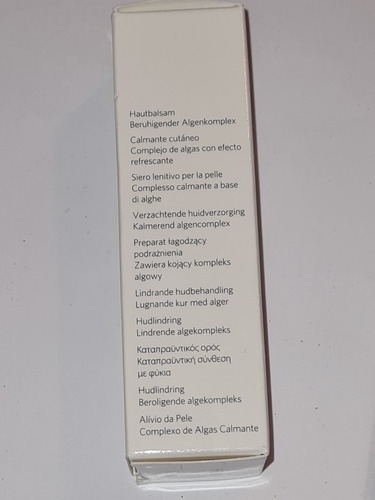 Hautbalsam
Beruhigender Algenkomplex
Calmante cutáneo
Complejo de algas con efecto
refrescante
Siero lenitivo per la pelle
Complesso calmante a base
di alghe
Verzachtende huidverzorging
Kalmerend algencomplex
Preparat łagodzący
podrażnienia
Zawiera kojący kompleks
algowy
Lindrande hudbehandling
Lugnande kur med alger
Hudlindring
Lindrende algekompleks
Καταπραϋντικός ορός
Καταπραϋντική σύνθεση
με φύκια
Hudlindring
Beroligende algekompleks
Alívio da Pele
Complexo de Algas Calmante